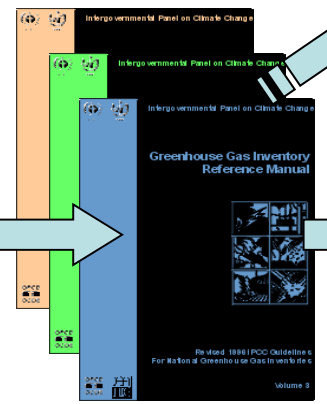 Intergovernmental Panel on Climate Change
Intergovernmental Panel on Climate Change
Intergovernmental Panel on Climate Change
Greenhouse Gas Inventory
Reference Manual
Revised 1996 IPCC Guidelines
For National Greenhouse Gas Inventories
Volume 3